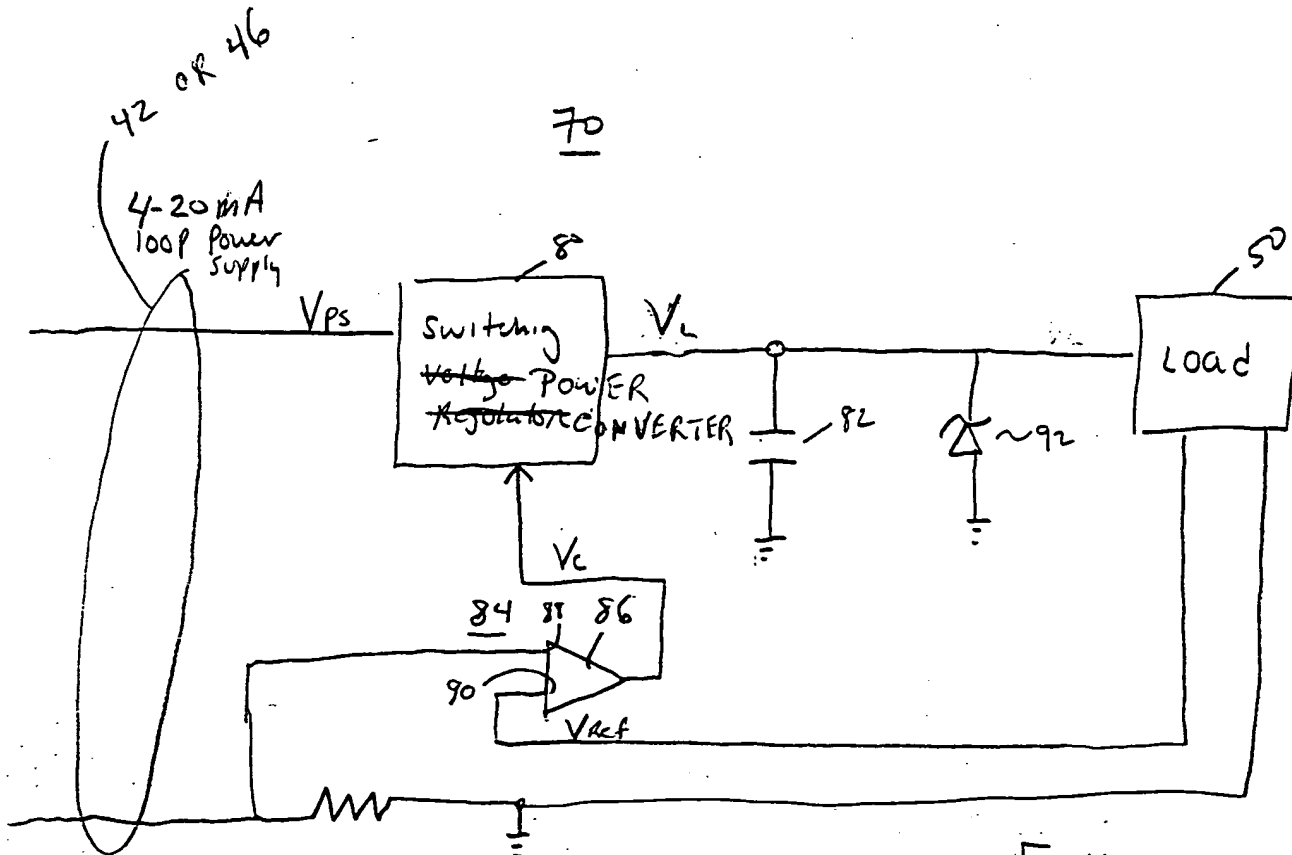 42 OR 46
70
4-20 mA
loop Power
Supply
8
50
Vps
Switching
Voltage POWER
Regulator CONVERTER
VL
Load
82
92
Vc
84 88 86
90
VRef